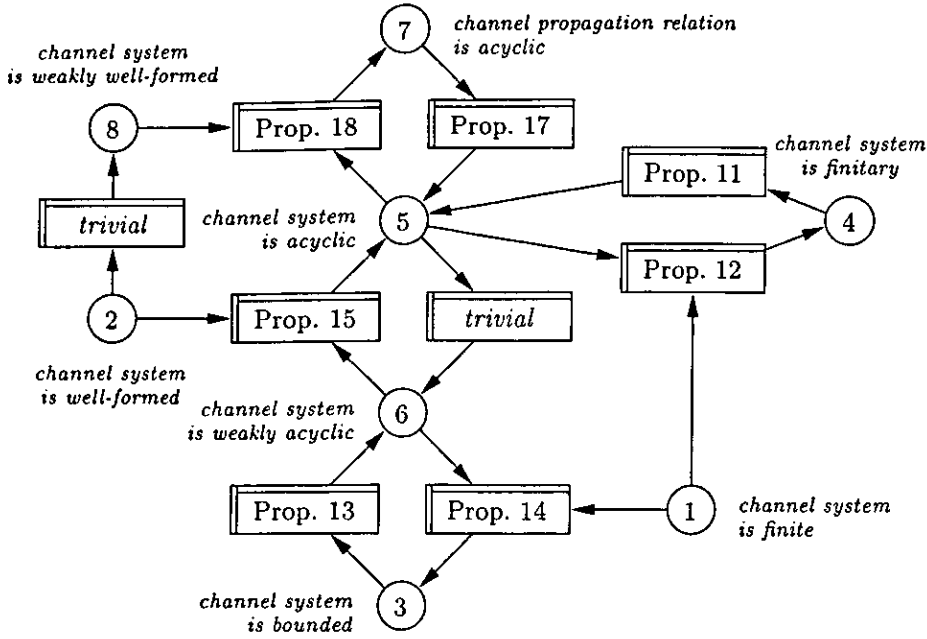 7
channel propagation relation
is acyclic
channel system
is weakly well-formed
8
Prop. 18
Prop. 17
Prop. 11
channel system
is finitary
trivial
channel system
is acyclic
5
4
Prop. 12
2
Prop. 15
trivial
channel system
is well-formed
channel system
is weakly acyclic
6
Prop. 13
Prop. 14
1
channel system
is finite
3
channel system
is bounded